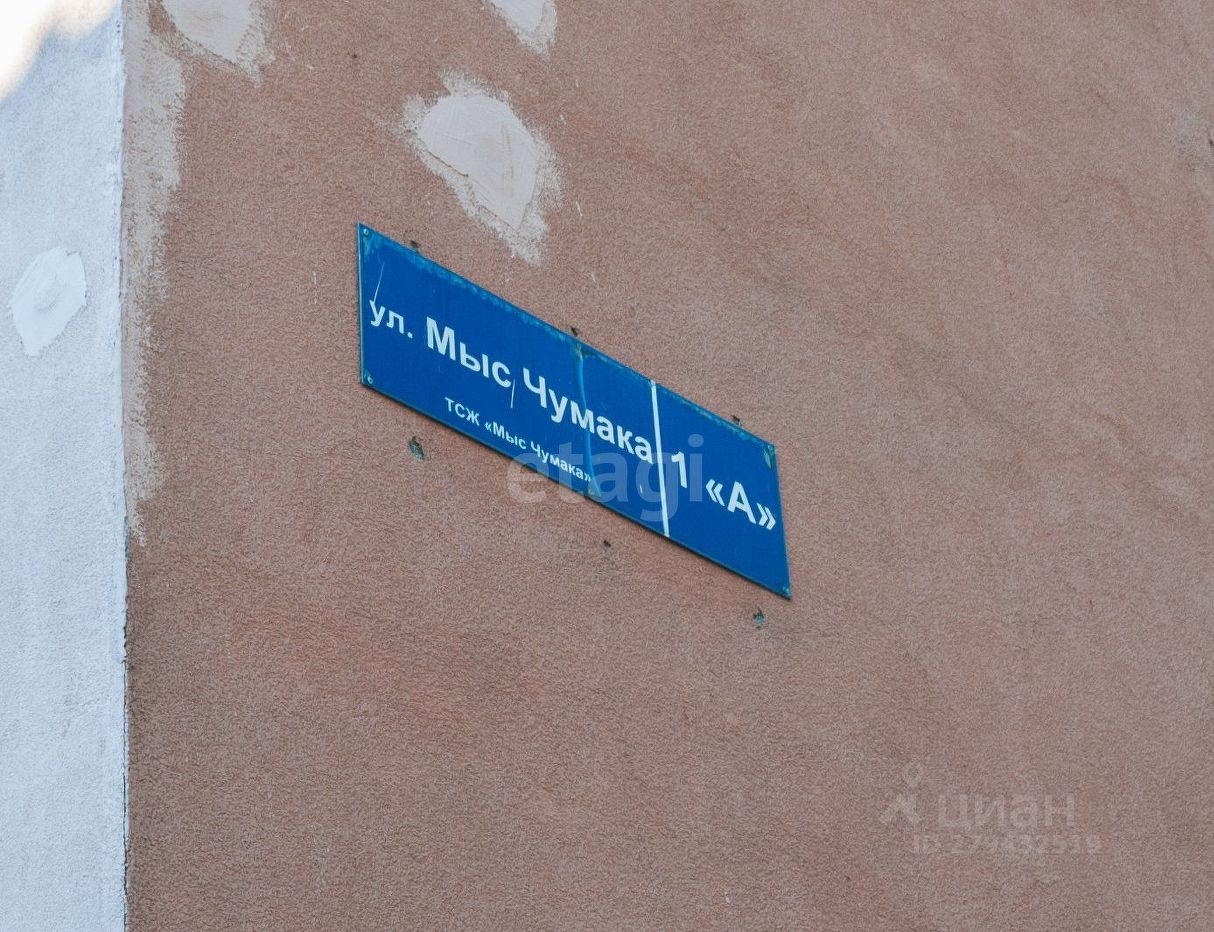 ул. Мыс Чумака 1 «А»
ТСЖ «Мыс Чумака»
etagi
Циан